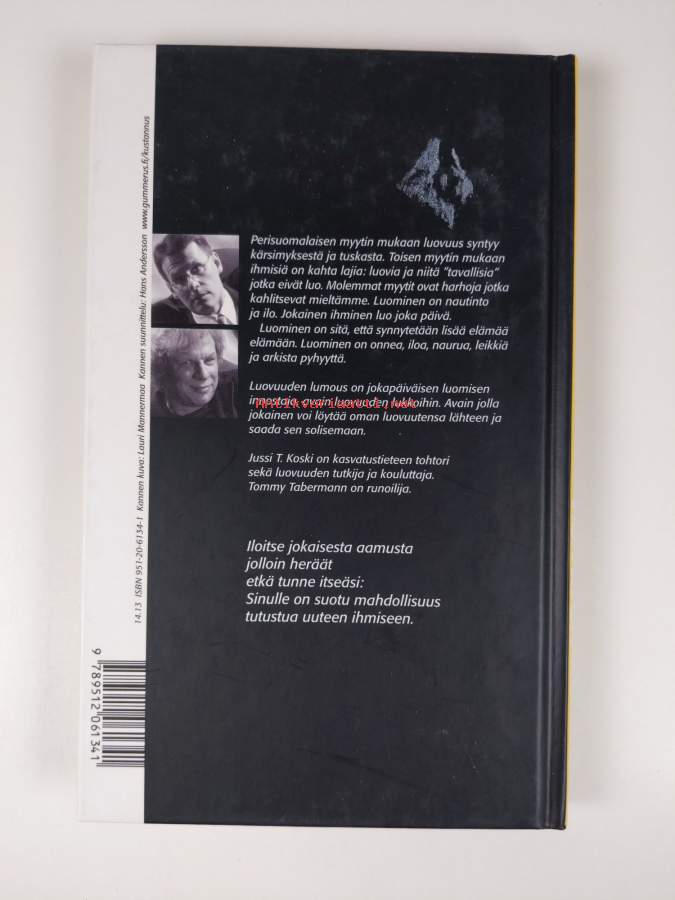 Perisuomalaisen myytin mukaan luovuus syntyy
kärsimyksestä ja tuskasta. Toisen myytin mukaan
ihmisiä on kahta lajia: luovia ja niitä "tavallisia"
jotka eivät luo. Molemmat myytit ovat harhoja jotka
kahlitsevat mieltämme. Luominen on nautinto
ja ilo. Jokainen ihminen luo joka päivä.
Luominen on sitä, että synnytetään lisää elämää
elämään. Luominen on onnea, iloa, naurua, leikkiä
ja arkista pyhyyttä.
Luovuuden lumous on jokapäiväisen luomisen
innostaja, avain luovuuden lukkoihin. Avain jolla
jokainen voi löytää oman luovuutensa lähteen ja
saada sen solisemaan.
Jussi T. Koski on kasvatustieteen tohtori
sekä luovuuden tutkija ja kouluttaja.
Tommy Tabermann on runoilija.
Iloitse jokaisesta aamusta
jolloin heräät
etkä tunne itseäsi:
Sinulle on suotu mahdollisuus
tutustua uuteen ihmiseen.
14.13 ISBN 951-20-6134-1 Kannen kuva: Lauri Mannermaa Kannen suunnittelu: Hans Andersson www.gummerus.fi/kustannus
9 789512 061341
Antikvariaatti.net